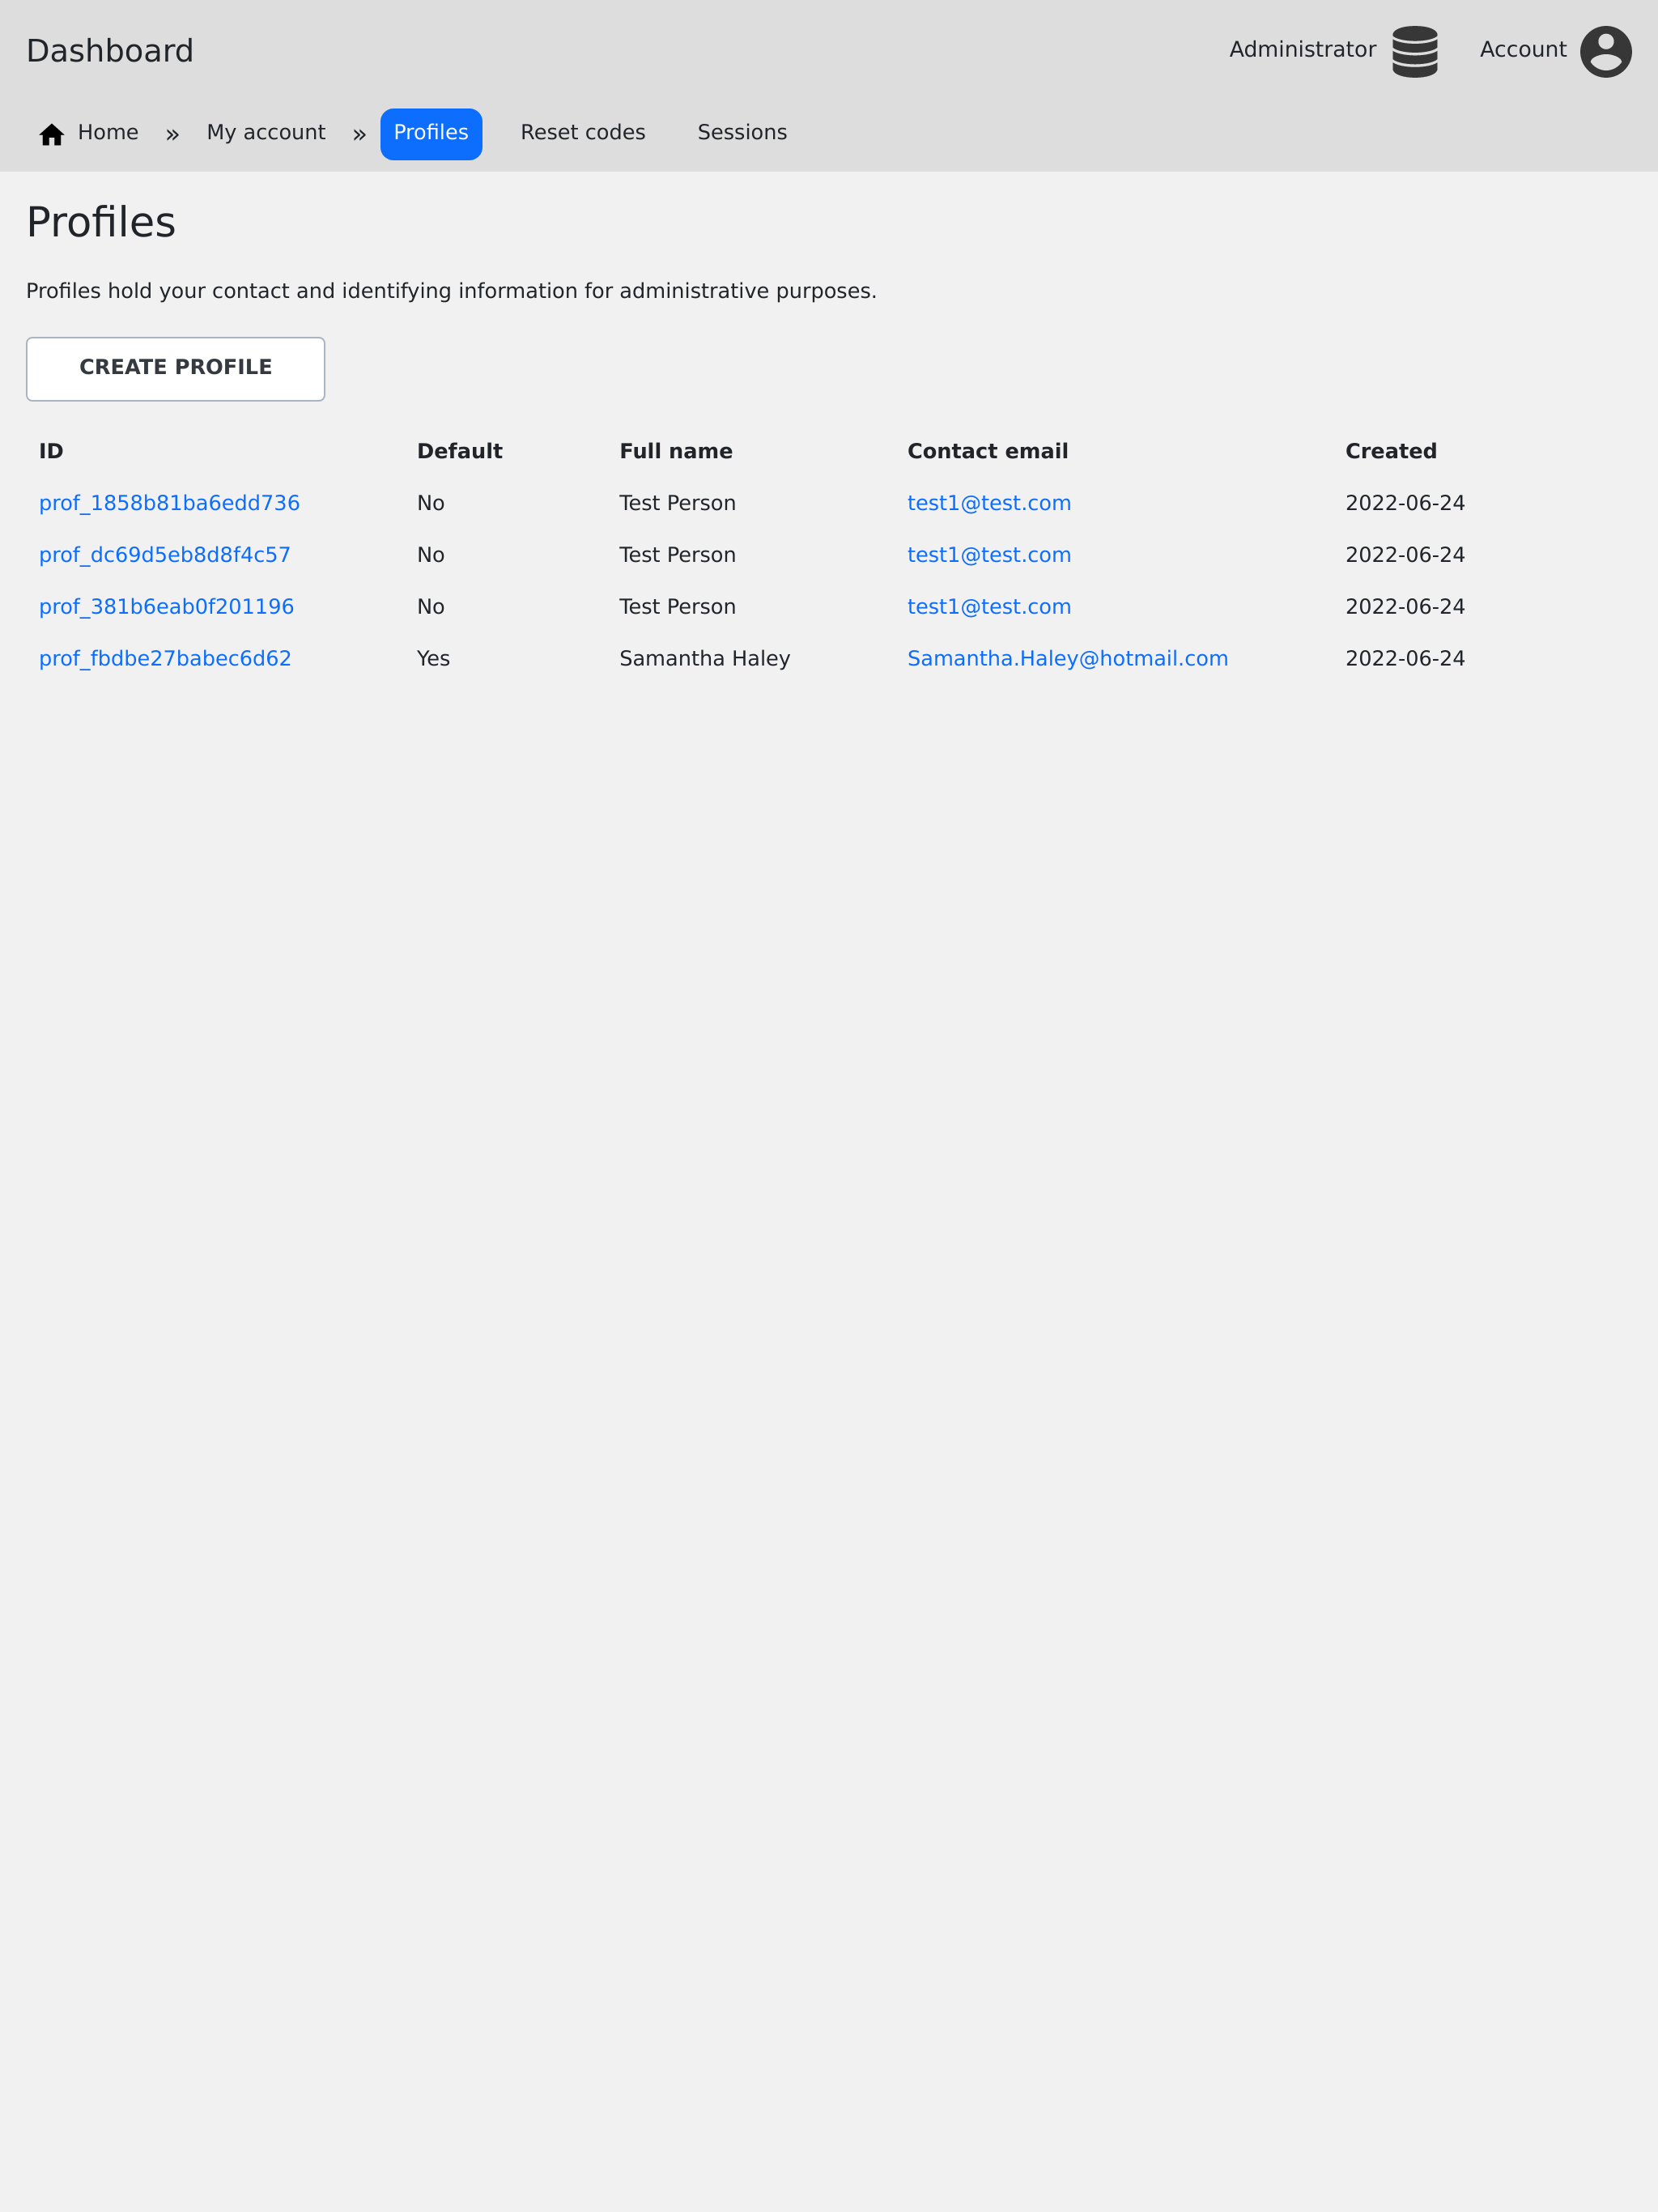 Dashboard
Administrator
Account
Home » My account » Profiles Reset codes Sessions
Profiles
Profiles hold your contact and identifying information for administrative purposes.
CREATE PROFILE
ID Default Full name Contact email Created
prof_1858b81ba6edd736 No Test Person test1@test.com 2022-06-24
prof_dc69d5eb8d8f4c57 No Test Person test1@test.com 2022-06-24
prof_381b6eab0f201196 No Test Person test1@test.com 2022-06-24
prof_fbdbe27babec6d62 Yes Samantha Haley Samantha.Haley@hotmail.com 2022-06-24